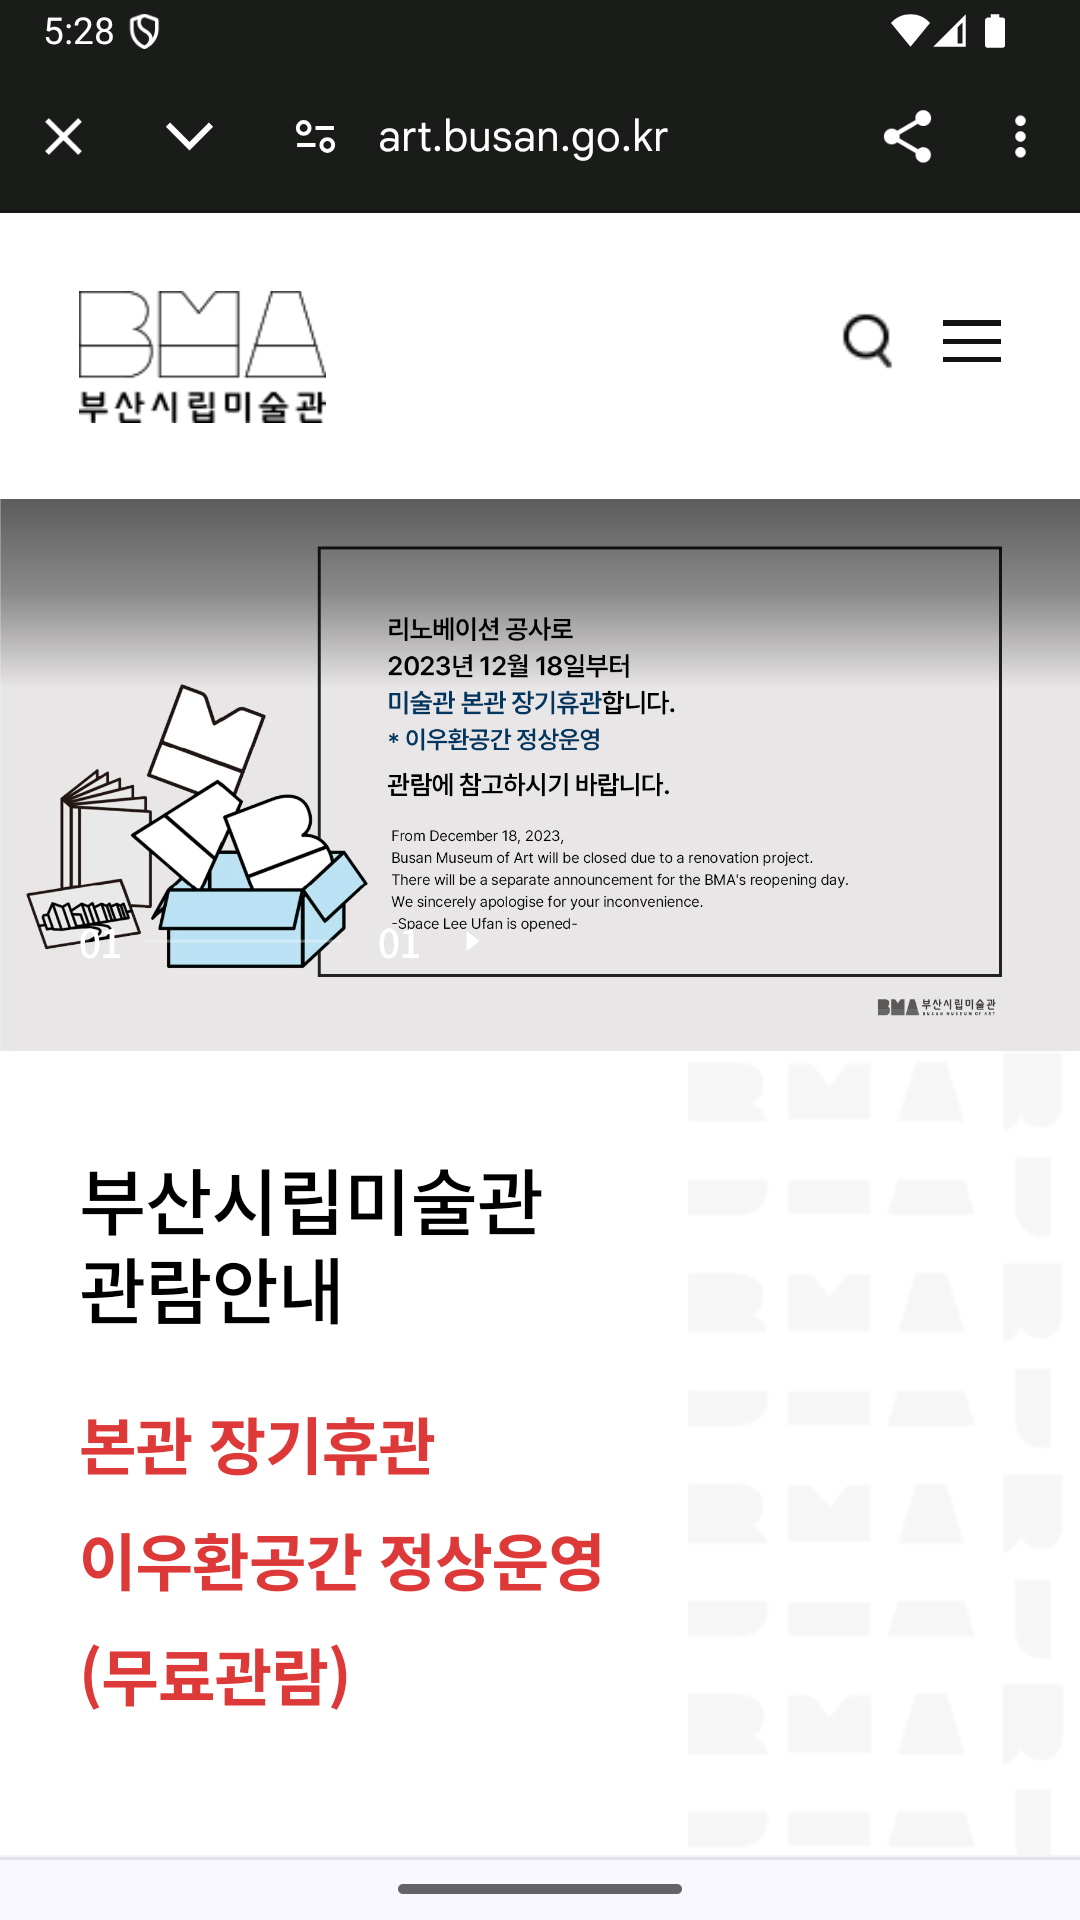 5:28
art.busan.go.kr
BMA
부산시립미술관
리노베이션 공사로
2023년 12월 18일부터
미술관 본관 장기휴관합니다.
* 이우환공간 정상운영
관람에 참고하시기 바랍니다.
From December 18, 2023,
Busan Museum of Art will be closed due to a renovation project.
There will be a separate announcement for the BMA's reopening day.
We sincerely apologise for your inconvenience.
-Space Lee Ufan is opened-
01 01
BMA 부산시립미술관
BUSAN MUSEUM OF ART
부산시립미술관
관람안내
본관 장기휴관
이우환공간 정상운영
(무료관람)